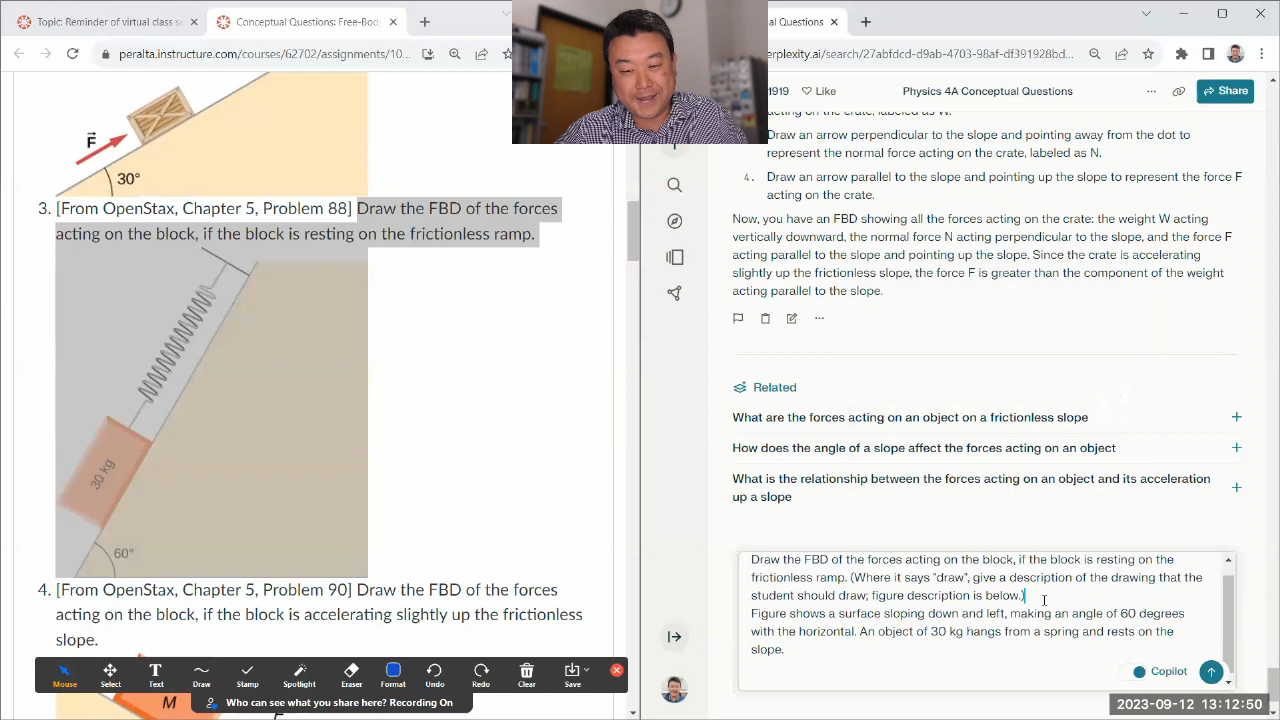 Topic: Reminder of virtual class s
Conceptual Questions: Free-Bod
al Questions
peralta.instructure.com/courses/62702/assignments/10...
erplexity.ai/search/27abfdcd-d9ab-4703-98af-df391928bd...
F
30°
3. [From OpenStax, Chapter 5, Problem 88] Draw the FBD of the forces
acting on the block, if the block is resting on the frictionless ramp.
30 kg
60°
4. [From OpenStax, Chapter 5, Problem 90] Draw the FBD of the forces
acting on the block, if the block is accelerating slightly up the frictionless
slope.
M
Mouse
Select
Text
Draw
Stamp
Spotlight
Eraser
Format
Undo
Redo
Clear
Save
Who can see what you share here? Recording On
1919
Like
Physics 4A Conceptual Questions
Share
acting on the crate, labeled as W.
Draw an arrow perpendicular to the slope and pointing away from the dot to
represent the normal force acting on the crate, labeled as N.
4. Draw an arrow parallel to the slope and pointing up the slope to represent the force F
acting on the crate.
Now, you have an FBD showing all the forces acting on the crate: the weight W acting
vertically downward, the normal force N acting perpendicular to the slope, and the force F
acting parallel to the slope and pointing up the slope. Since the crate is accelerating
slightly up the frictionless slope, the force F is greater than the component of the weight
acting parallel to the slope.
Related
What are the forces acting on an object on a frictionless slope
How does the angle of a slope affect the forces acting on an object
What is the relationship between the forces acting on an object and its acceleration
up a slope
Draw the FBD of the forces acting on the block, if the block is resting on the
frictionless ramp. (Where it says "draw", give a description of the drawing that the
student should draw; figure description is below.)
Figure shows a surface sloping down and left, making an angle of 60 degrees
with the horizontal. An object of 30 kg hangs from a spring and rests on the
slope.
Copilot
2023-09-12 13:12:50